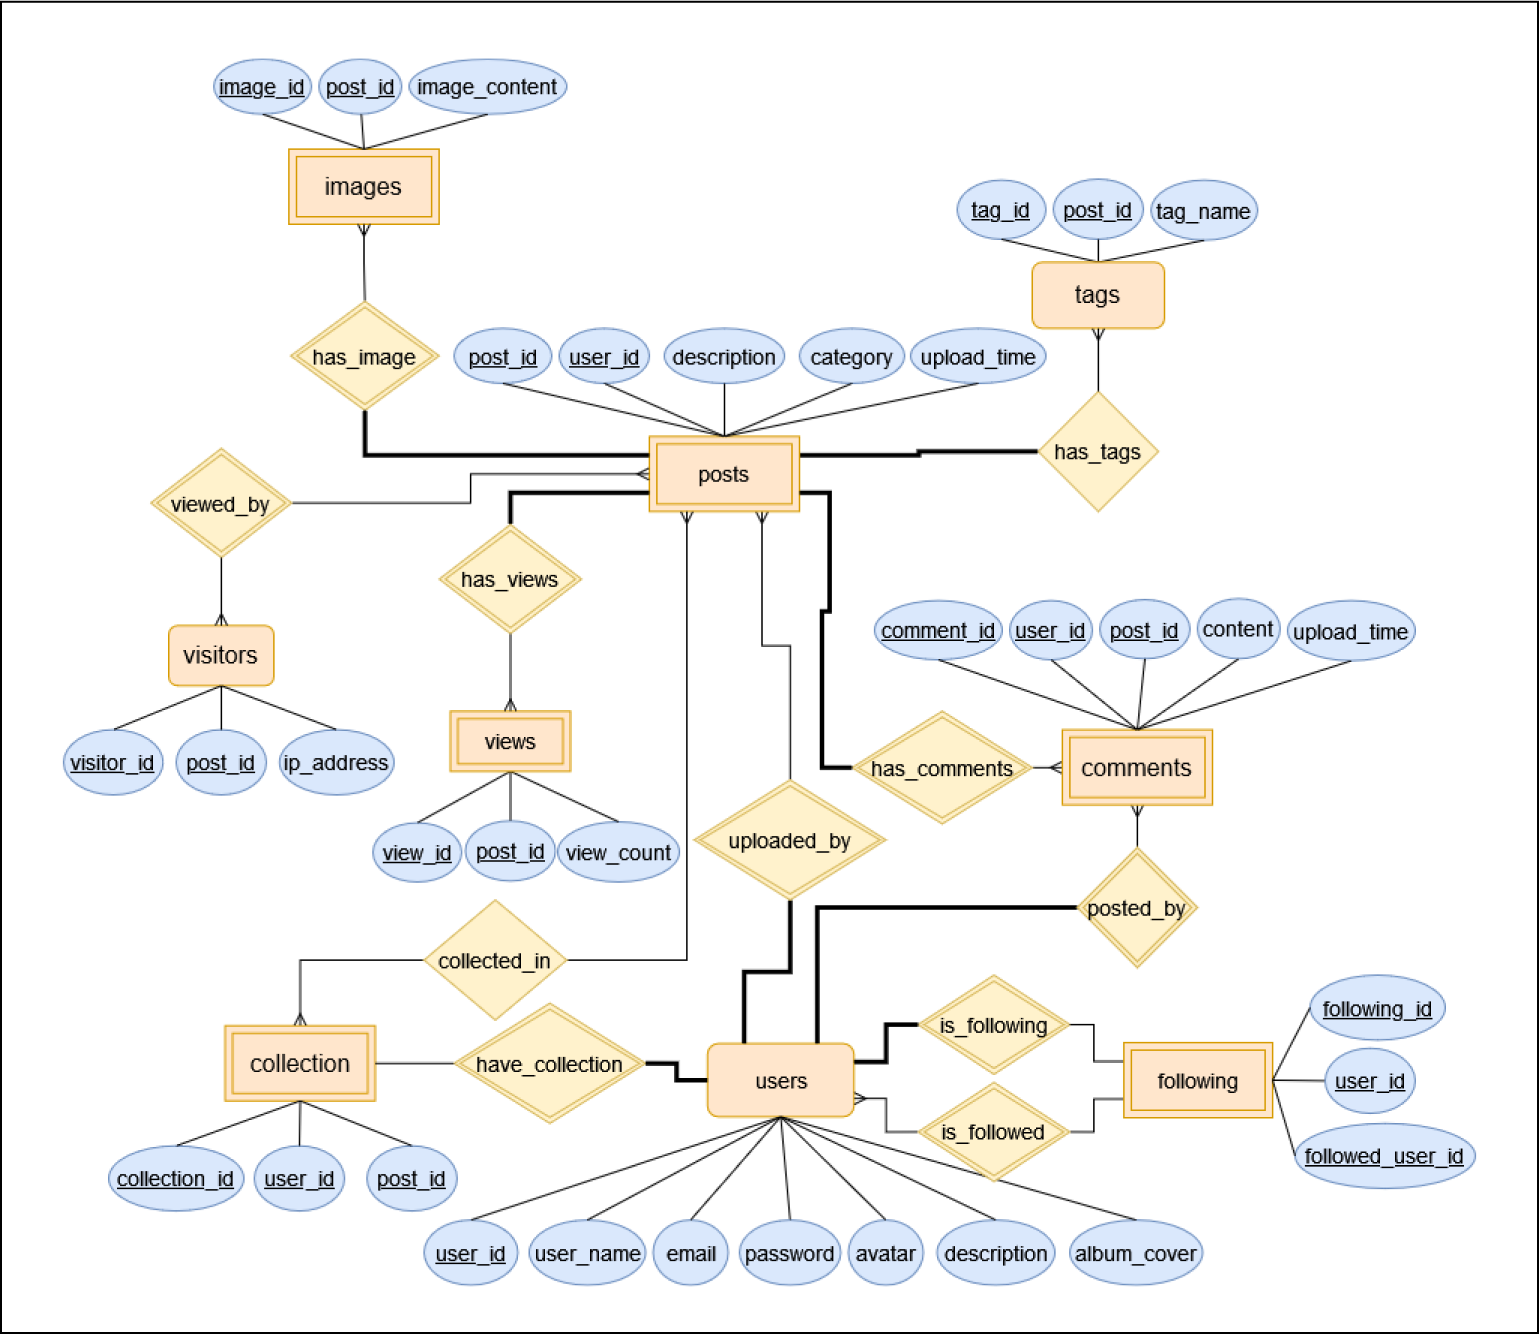 image_id post_id image_content
images
tag_id post_id tag_name
tags
has_image
post_id user_id description category upload_time
has_tags
posts
viewed_by
has_views
visitors
comment_id user_id post_id content upload_time
views
visitor_id post_id ip_address
has_comments
comments
view_id post_id view_count
uploaded_by
posted_by
collected_in
is_following
following_id
collection
have_collection
users
following
user_id
is_followed
followed_user_id
collection_id user_id post_id
user_id user_name email password avatar description album_cover